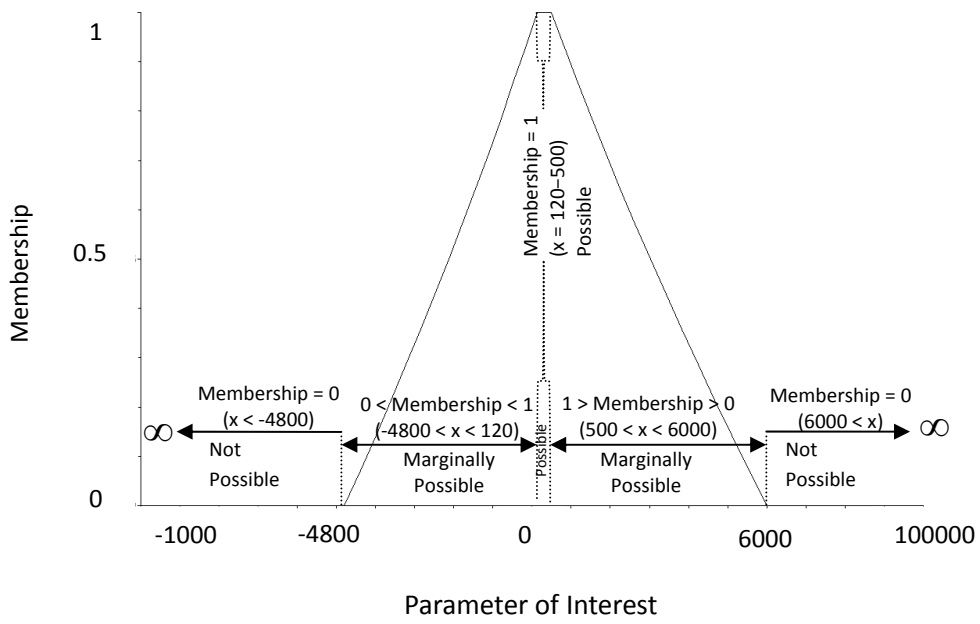 1
Membership = 1
(x = 120–500)
Possible
0.5
Membership
Membership = 0
(x < -4800)
∞
Not
Possible
0 < Membership < 1
(-4800 < x < 120)
Marginally
Possible
Possible
1 > Membership > 0
(500 < x < 6000)
Marginally
Possible
Membership = 0
(6000 < x)
∞
Not
Possible
0
-1000 -4800 0 6000 100000
Parameter of Interest